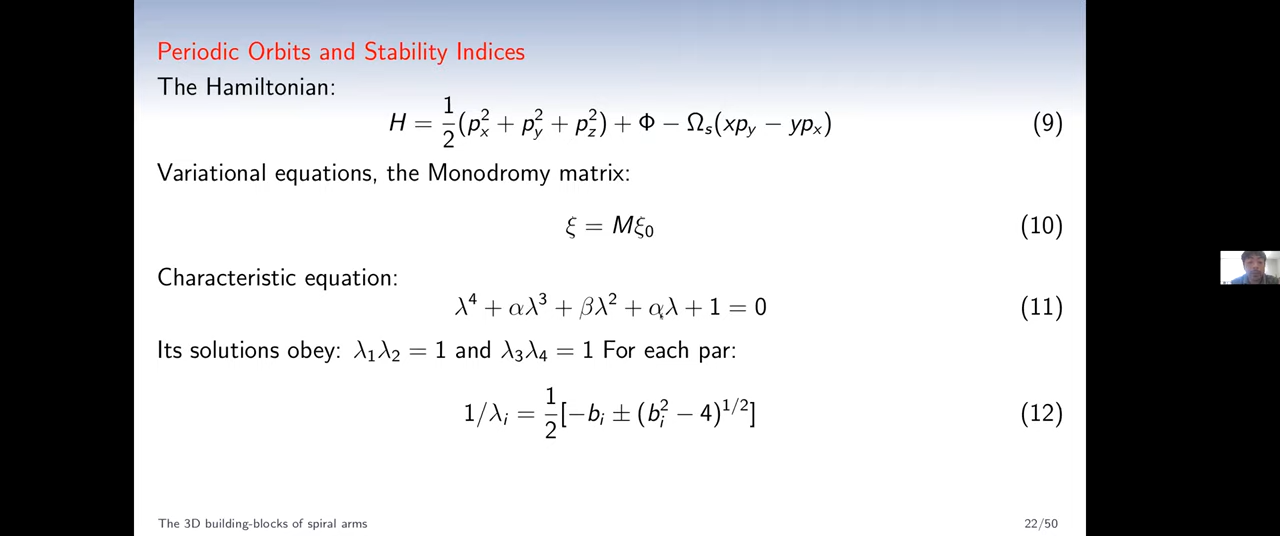 Periodic Orbits and Stability Indices
The Hamiltonian:
H = \frac{1}{2}(p_x^2 + p_y^2 + p_z^2) + Φ − Ω_s(xp_y − yp_x) (9)
Variational equations, the Monodromy matrix:
ξ = Mξ_0 (10)
Characteristic equation:
λ^4 + αλ^3 + βλ^2 + αλ + 1 = 0 (11)
Its solutions obey: λ_1λ_2 = 1 and λ_3λ_4 = 1 For each par:
1/λ_i = \frac{1}{2}[−b_i ± (b_i^2 − 4)^{1/2}] (12)
The 3D building-blocks of spiral arms 22/50